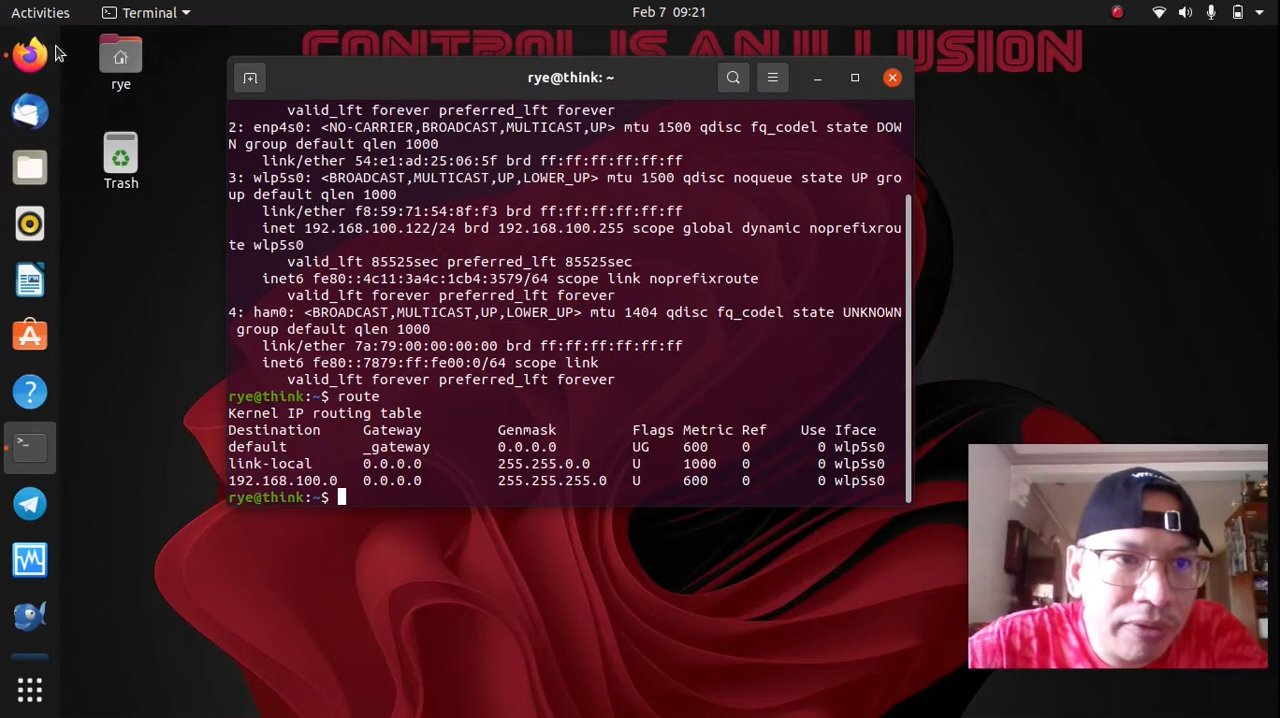 Activities
Terminal
Feb 7 09:21
CONTROL IS AN ILLUSION
rye
Trash
rye@think: ~
valid_lft forever preferred_lft forever
2: enp4s0: <NO-CARRIER,BROADCAST,MULTICAST,UP> mtu 1500 qdisc fq_codel state DOW
N group default qlen 1000
link/ether 54:e1:ad:25:06:5f brd ff:ff:ff:ff:ff:ff
3: wlp5s0: <BROADCAST,MULTICAST,UP,LOWER_UP> mtu 1500 qdisc noqueue state UP gro
up default qlen 1000
link/ether f8:59:71:54:8f:f3 brd ff:ff:ff:ff:ff:ff
inet 192.168.100.122/24 brd 192.168.100.255 scope global dynamic noprefixrou
te wlp5s0
valid_lft 85525sec preferred_lft 85525sec
inet6 fe80::4c11:3a4c:1cb4:3579/64 scope link noprefixroute
valid_lft forever preferred_lft forever
4: ham0: <BROADCAST,MULTICAST,UP,LOWER_UP> mtu 1404 qdisc fq_codel state UNKNOWN
group default qlen 1000
link/ether 7a:79:00:00:00:00 brd ff:ff:ff:ff:ff:ff
inet6 fe80::7879:ff:fe00:0/64 scope link
valid_lft forever preferred_lft forever
rye@think:~$ route
Kernel IP routing table
Destination Gateway Genmask Flags Metric Ref Use Iface
default _gateway 0.0.0.0 UG 600 0 0 wlp5s0
link-local 0.0.0.0 255.255.0.0 U 1000 0 0 wlp5s0
192.168.100.0 0.0.0.0 255.255.255.0 U 600 0 0 wlp5s0
rye@think:~$